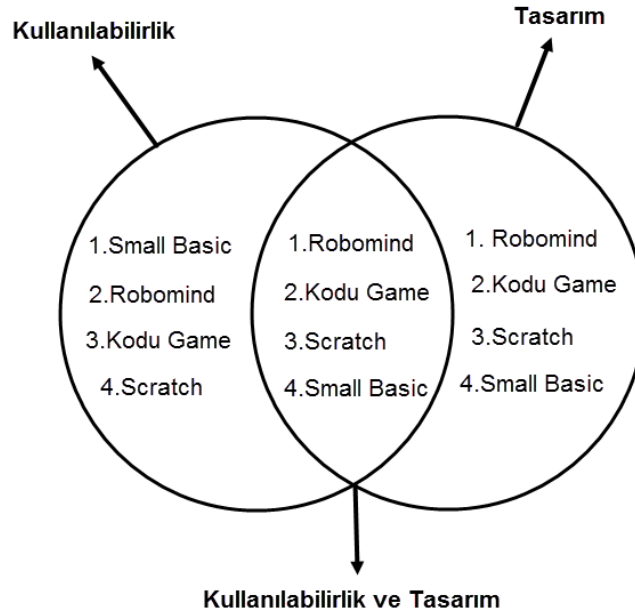 Kullanılabilirlik
Tasarım
1.Small Basic
2.Robomind
3.Kodu Game
4.Scratch
1.Robomind
2.Kodu Game
3.Scratch
4.Small Basic
1. Robomind
2.Kodu Game
3.Scratch
4.Small Basic
Kullanılabilirlik ve Tasarım